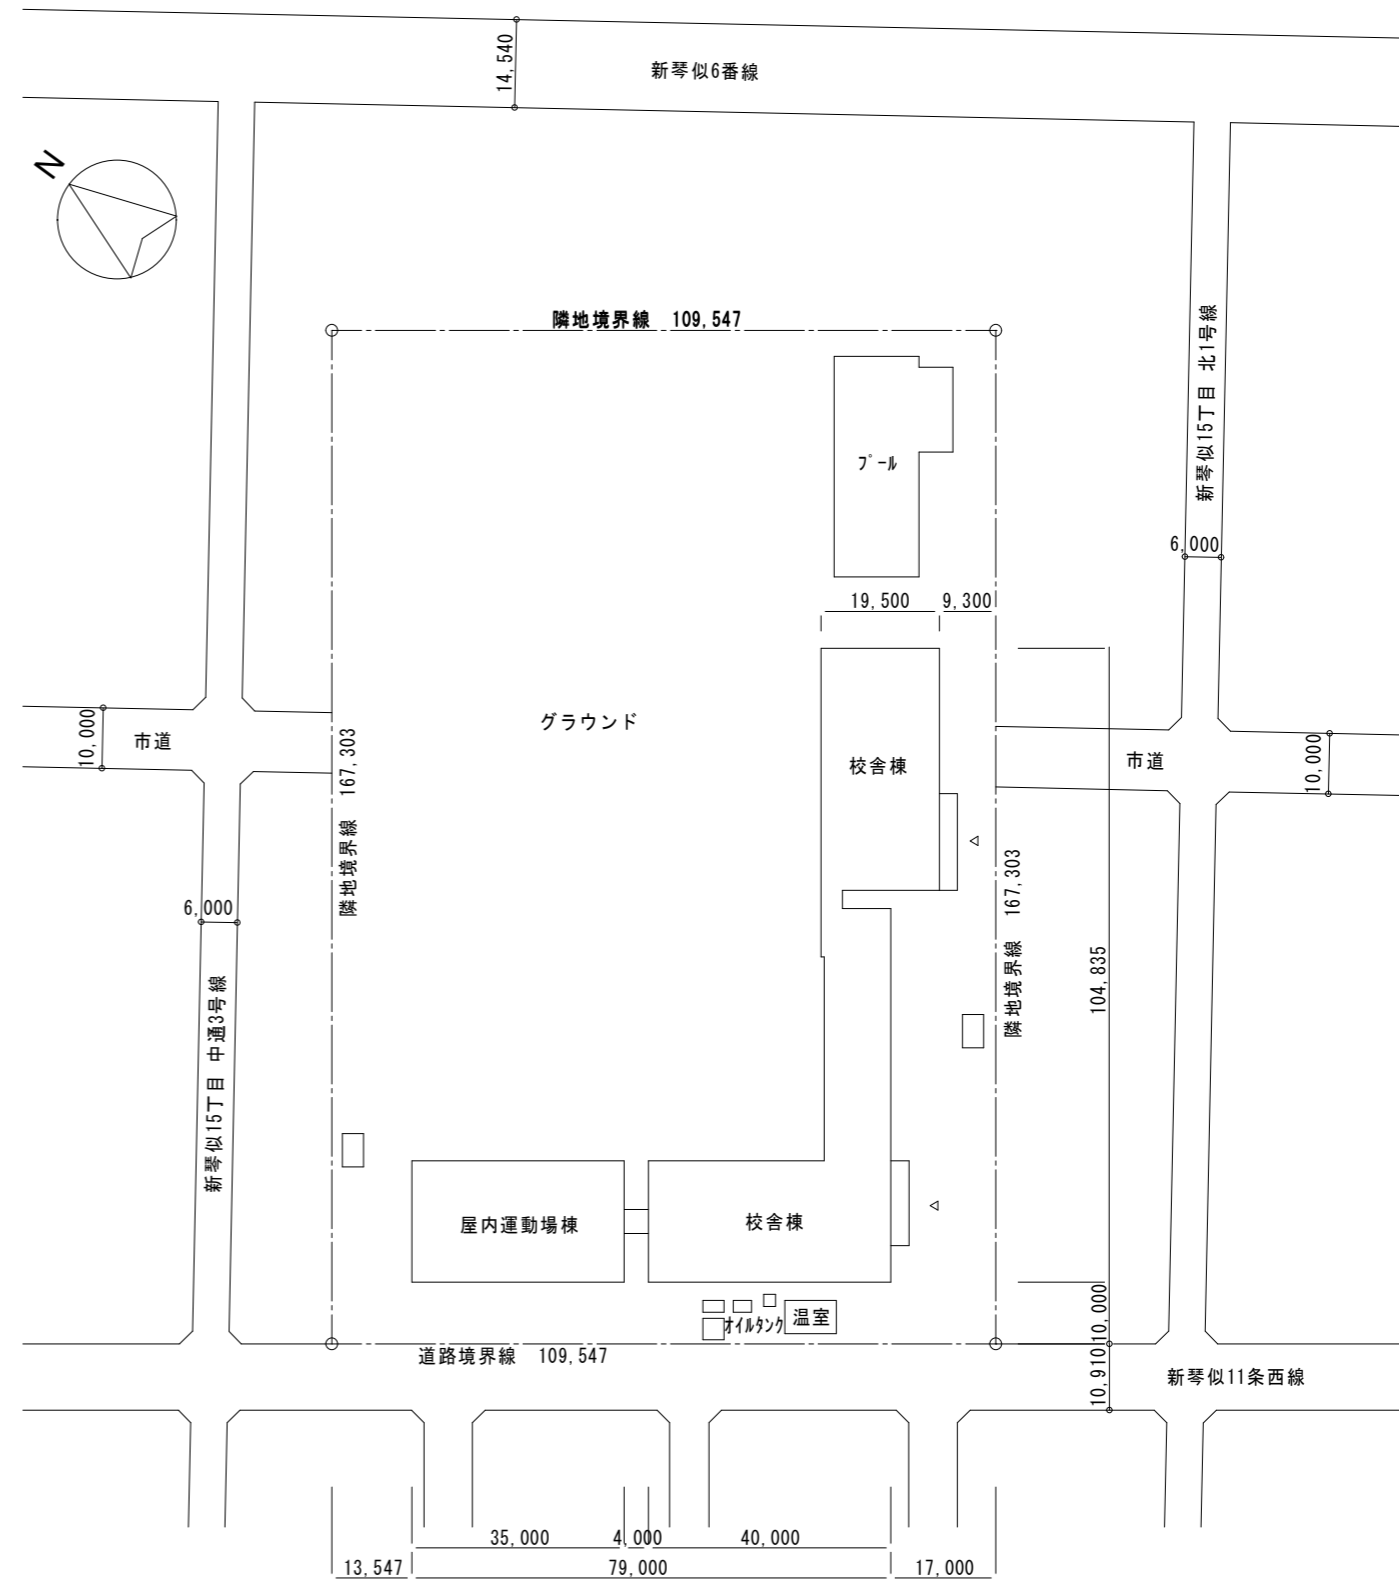 14,540
新琴似6番線
N
隣地境界線 109,547
新琴似15丁目 北1号線
プール
6,000
19,500
9,300
グラウンド
10,000
市道
校舎棟
市道
10,000
隣地境界線 167,303
隣地境界線 167,303
6,000
104,835
新琴似15丁目 中通3号線
屋内運動場棟
校舎棟
オイルタンク
温室
10,000
道路境界線 109,547
10,910
新琴似11条西線
35,000
4,000
40,000
13,547
79,000
17,000